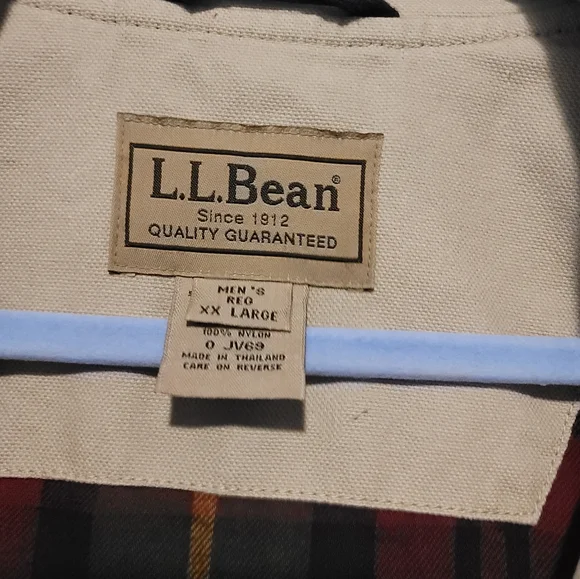 L.L.Bean®
Since 1912
QUALITY GUARANTEED
MEN'S
REG
XX LARGE
100% NYLON
0 JV69
MADE IN THAILAND
CARE ON REVERSE